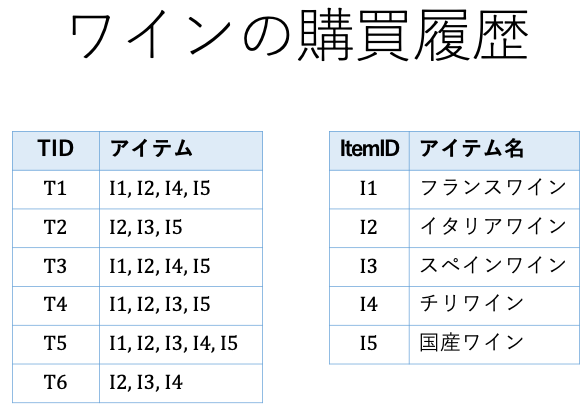 ワインの購買履歴
TID アイテム
T1 I1, I2, I4, I5
T2 I2, I3, I5
T3 I1, I2, I4, I5
T4 I1, I2, I3, I5
T5 I1, I2, I3, I4, I5
T6 I2, I3, I4
ItemID アイテム名
I1 フランスワイン
I2 イタリアワイン
I3 スペインワイン
I4 チリワイン
I5 国産ワイン